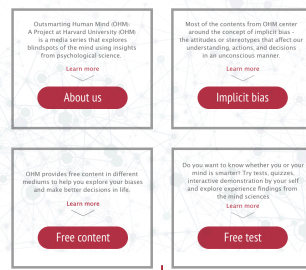 Outsmarting Human Mind (OHM):
A Project at Harvard University (OHM)
is a media series that explores
blindspots of the mind using insights
from psychological science.
Learn more
About us
Most of the contents from OHM center
around the concept of implicit bias -
the attitudes or stereotypes that affect our
understanding, actions, and decisions
in an unconscious manner.
Learn more
Implicit bias
OHM provides free content in different
mediums to help you explore your biases
and make better decisions in life.
Learn more
Free content
Do you want to know whether you or your
mind is smarter? Try tests, quizzes,
interactive demonstration by your self
and explore experience findings from
the mind sciences
Learn more
Free test